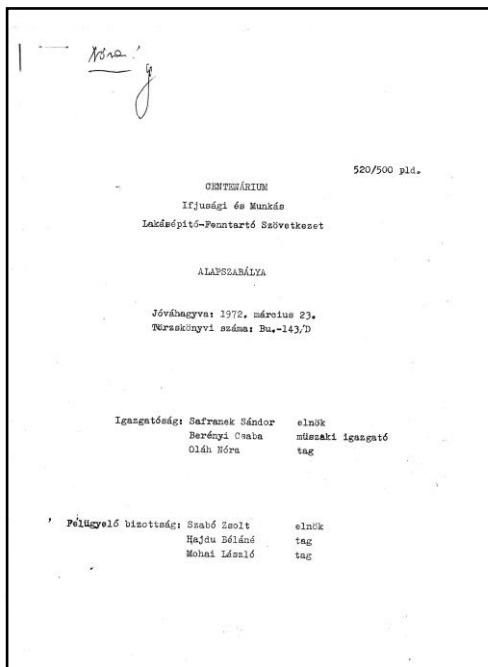 Nóra!
520/500 pld.
CENTENÁRIUM
Ifjusági és Munkás
Lakásépitő-Fenntartó Szövetkezet
ALAPSZABÁLYA
Jóváhagyva: 1972. március 23.
Törzskönyvi száma: Bu.-143/D
Igazgatóság: Safranek Sándor elnök
Berényi Csaba müszaki igazgató
Oláh Nóra tag
Felügyelő bizottság: Szabó Zsolt elnök
Hajdu Béláné tag
Mohai László tag